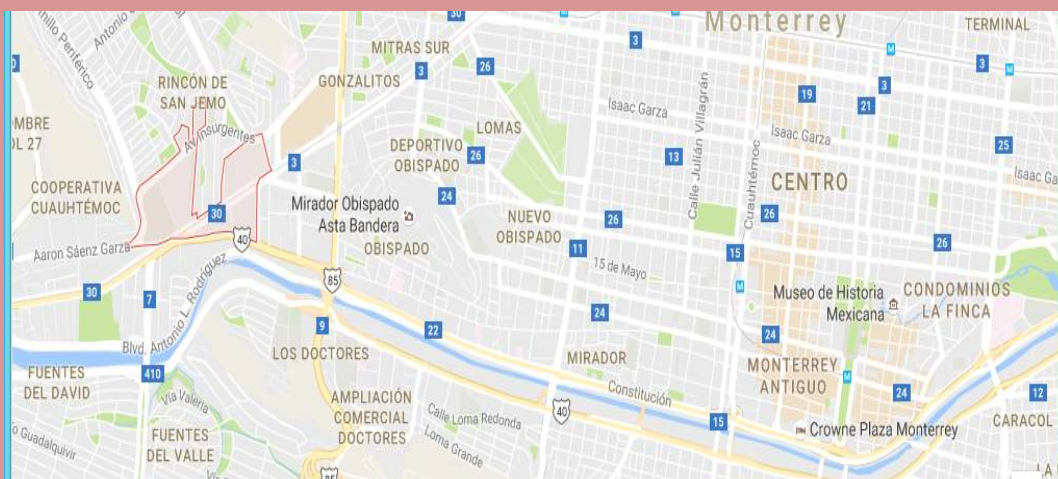 Monterrey
TERMINAL
Antonio
MITRAS SUR
GONZALITOS
RINCÓN DE
SAN JEMO
Av Insurgentes
Periférico
30
3
3
26
3
19
3
21
25
Isaac Garza
Isaac Garza
Isaac
Calle Julián Villagrán
Cuauhtémoc
LOMAS
DEPORTIVO
OBISPADO
26
24
13
CENTRO
COOPERATIVA
CUAUHTÉMOC
3
30
Mirador Obispado
Asta Bandera
OBISPADO
NUEVO
OBISPADO
26
26
26
Aaron Sáenz Garza
40
11
15
15 de Mayo
85
30
7
Blvd. Antonio L. Rodríguez
9
22
24
24
Museo de Historia
Mexicana
CONDOMINIOS
LA FINCA
LOS DOCTORES
MIRADOR
MONTERREY
ANTIGUO
FUENTES
DEL DAVID
410
Via Valeria
AMPLIACIÓN
COMERCIAL
DOCTORES
Calle Loma Redonda
Loma Grande
Constitución
40
15
24
12
CARACOL
Crowne Plaza Monterrey
Guadalquivir
FUENTES
DEL VALLE
85